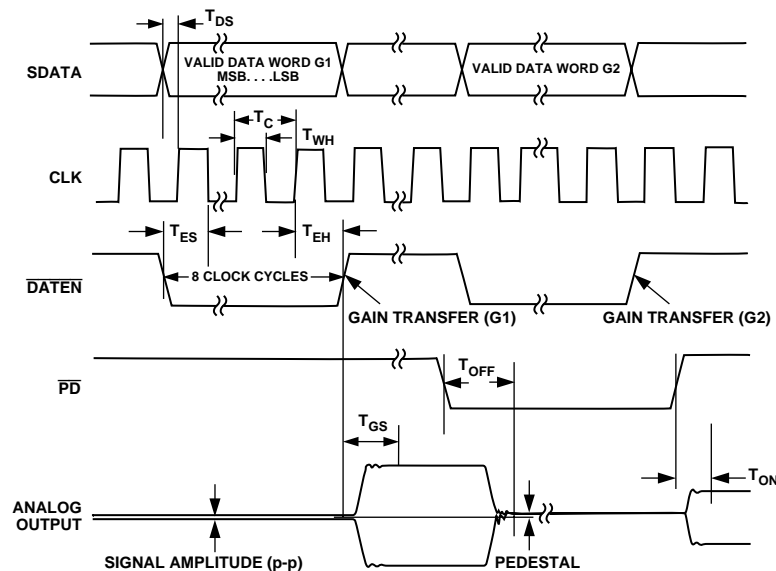 TDS
SDATA
VALID DATA WORD G1
MSB. . . .LSB
VALID DATA WORD G2
TC
TWH
CLK
TES
TEH
DATEN
8 CLOCK CYCLES
GAIN TRANSFER (G1)
GAIN TRANSFER (G2)
PD
TOFF
TGS
TON
ANALOG
OUTPUT
SIGNAL AMPLITUDE (p-p)
PEDESTAL